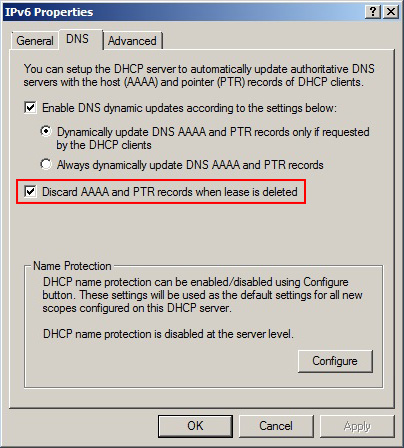 IPv6 Properties
General
DNS
Advanced
You can setup the DHCP server to automatically update authoritative DNS
servers with the host (AAAA) and pointer (PTR) records of DHCP clients.
Enable DNS dynamic updates according to the settings below:
Dynamically update DNS AAAA and PTR records only if requested
by the DHCP clients
Always dynamically update DNS AAAA and PTR records
Discard AAAA and PTR records when lease is deleted
Name Protection
DHCP name protection can be enabled/disabled using Configure
button. These settings will be used as the default settings for all new
scopes configured on this DHCP server.
DHCP name protection is disabled at the server level.
Configure
OK
Cancel
Apply